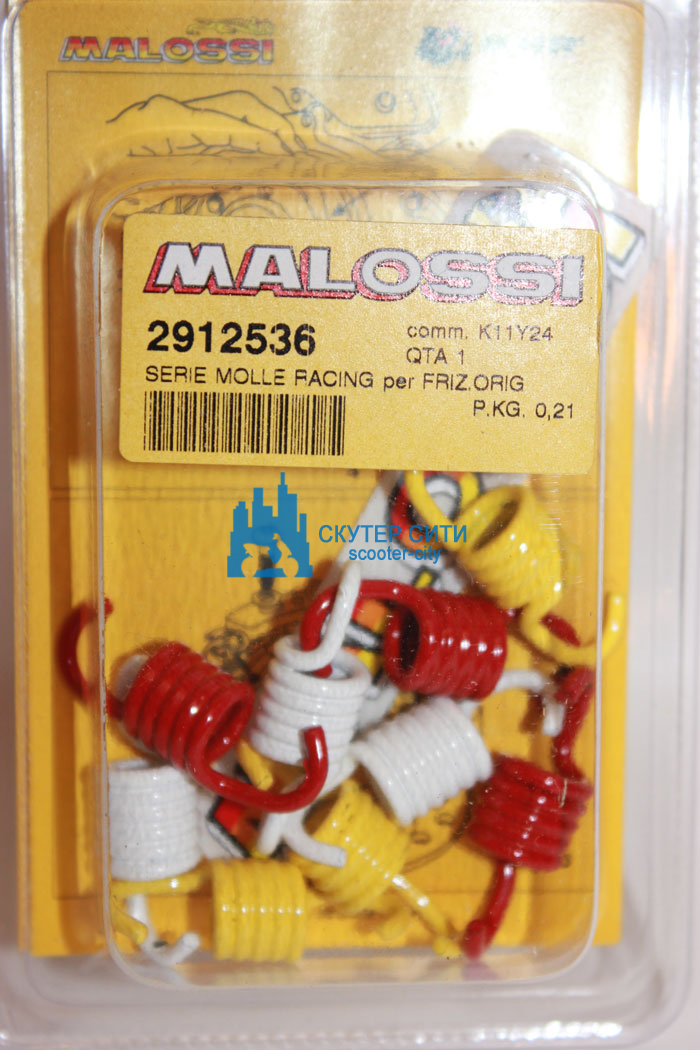 MALOSSI
MALOSSI
2912536
comm. K11Y24
QTA 1
SERIE MOLLE RACING per FRIZ.ORIG
P.KG. 0,21
СКУТЕР СИТИ
scooter-city